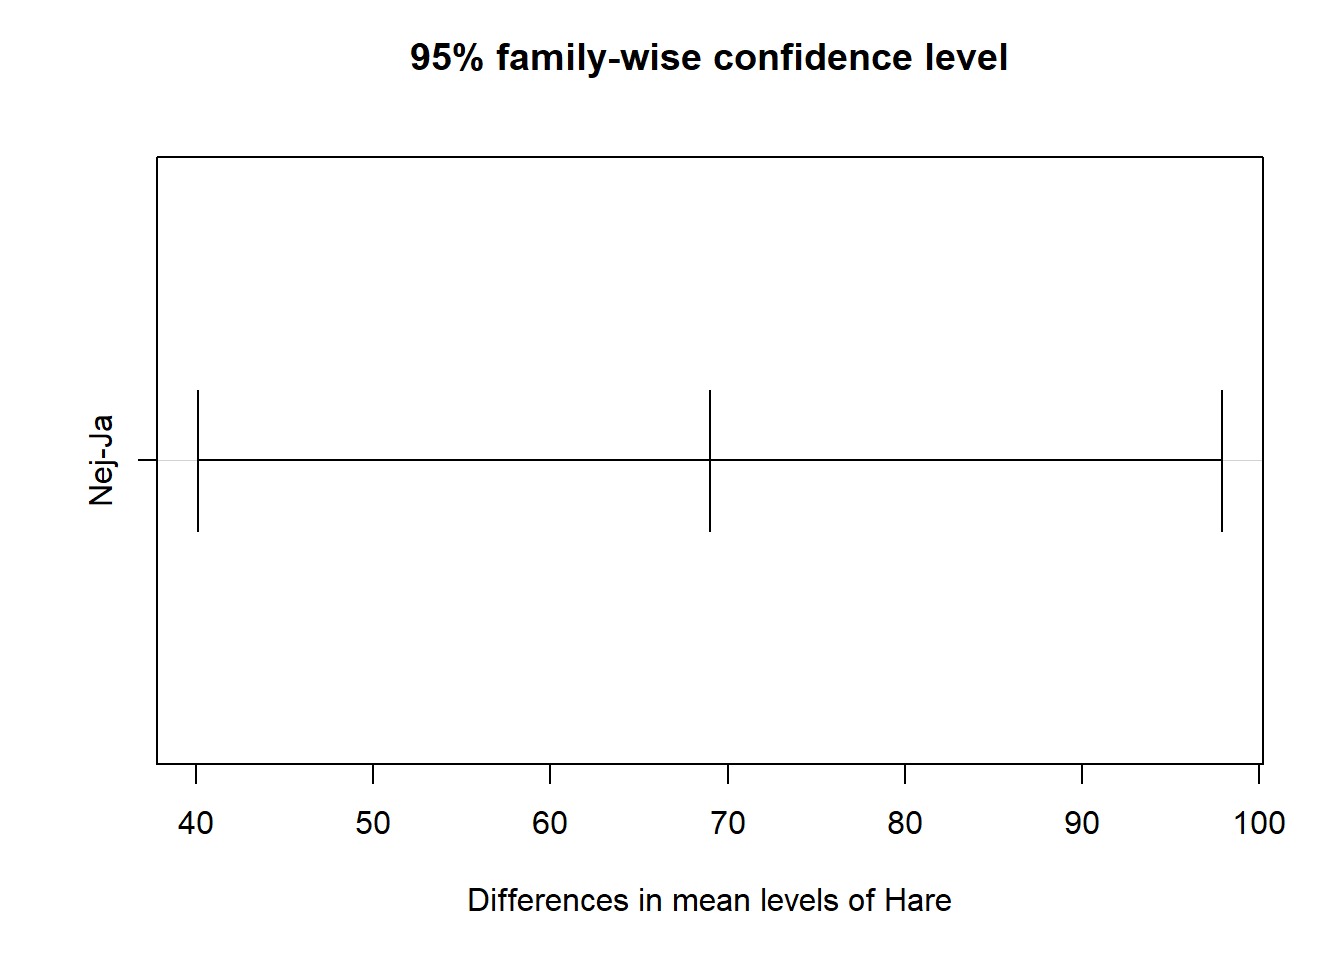 95% family-wise confidence level
Nej-Ja
40 50 60 70 80 90 100
Differences in mean levels of Hare